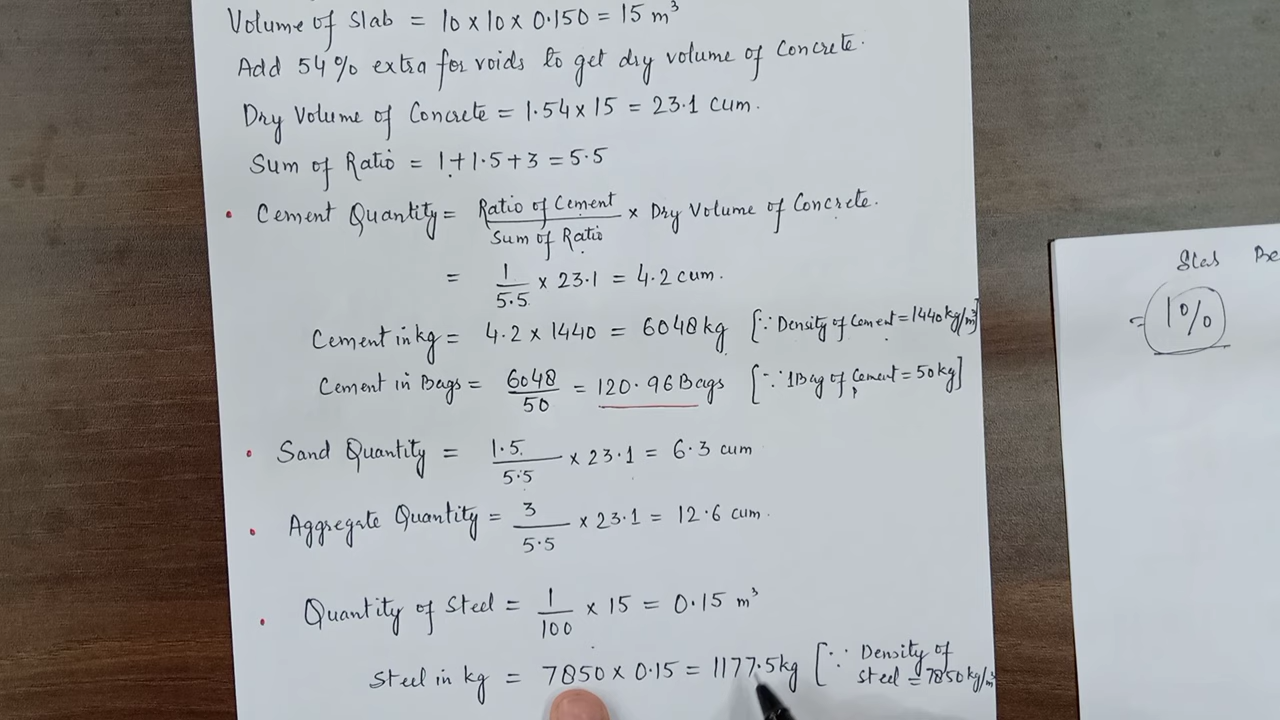 Volume of Slab = 10 × 10 × 0.150 = 15 m³
Add 54% extra for voids to get dry volume of Concrete.
Dry Volume of Concrete = 1.54 × 15 = 23.1 cum.
Sum of Ratio = 1 + 1.5 + 3 = 5.5
• Cement Quantity = Ratio of Cement / Sum of Ratio × Dry Volume of Concrete.
= 1 / 5.5 × 23.1 = 4.2 cum.
Cement in kg = 4.2 × 1440 = 6048 kg [∵ Density of Cement = 1440 kg/m³]
Cement in Bags = 6048 / 50 = 120.96 Bags [∵ 1 Bag of Cement = 50 kg]
• Sand Quantity = 1.5 / 5.5 × 23.1 = 6.3 cum
• Aggregate Quantity = 3 / 5.5 × 23.1 = 12.6 cum.
• Quantity of Steel = 1 / 100 × 15 = 0.15 m³
Steel in kg = 7850 × 0.15 = 1177.5 kg [∵ Density of
steel = 7850 kg/m³
Slab Be
= 1%